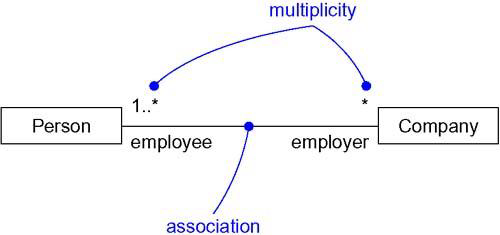 multiplicity
1..*
*
Person
Company
employee
employer
association